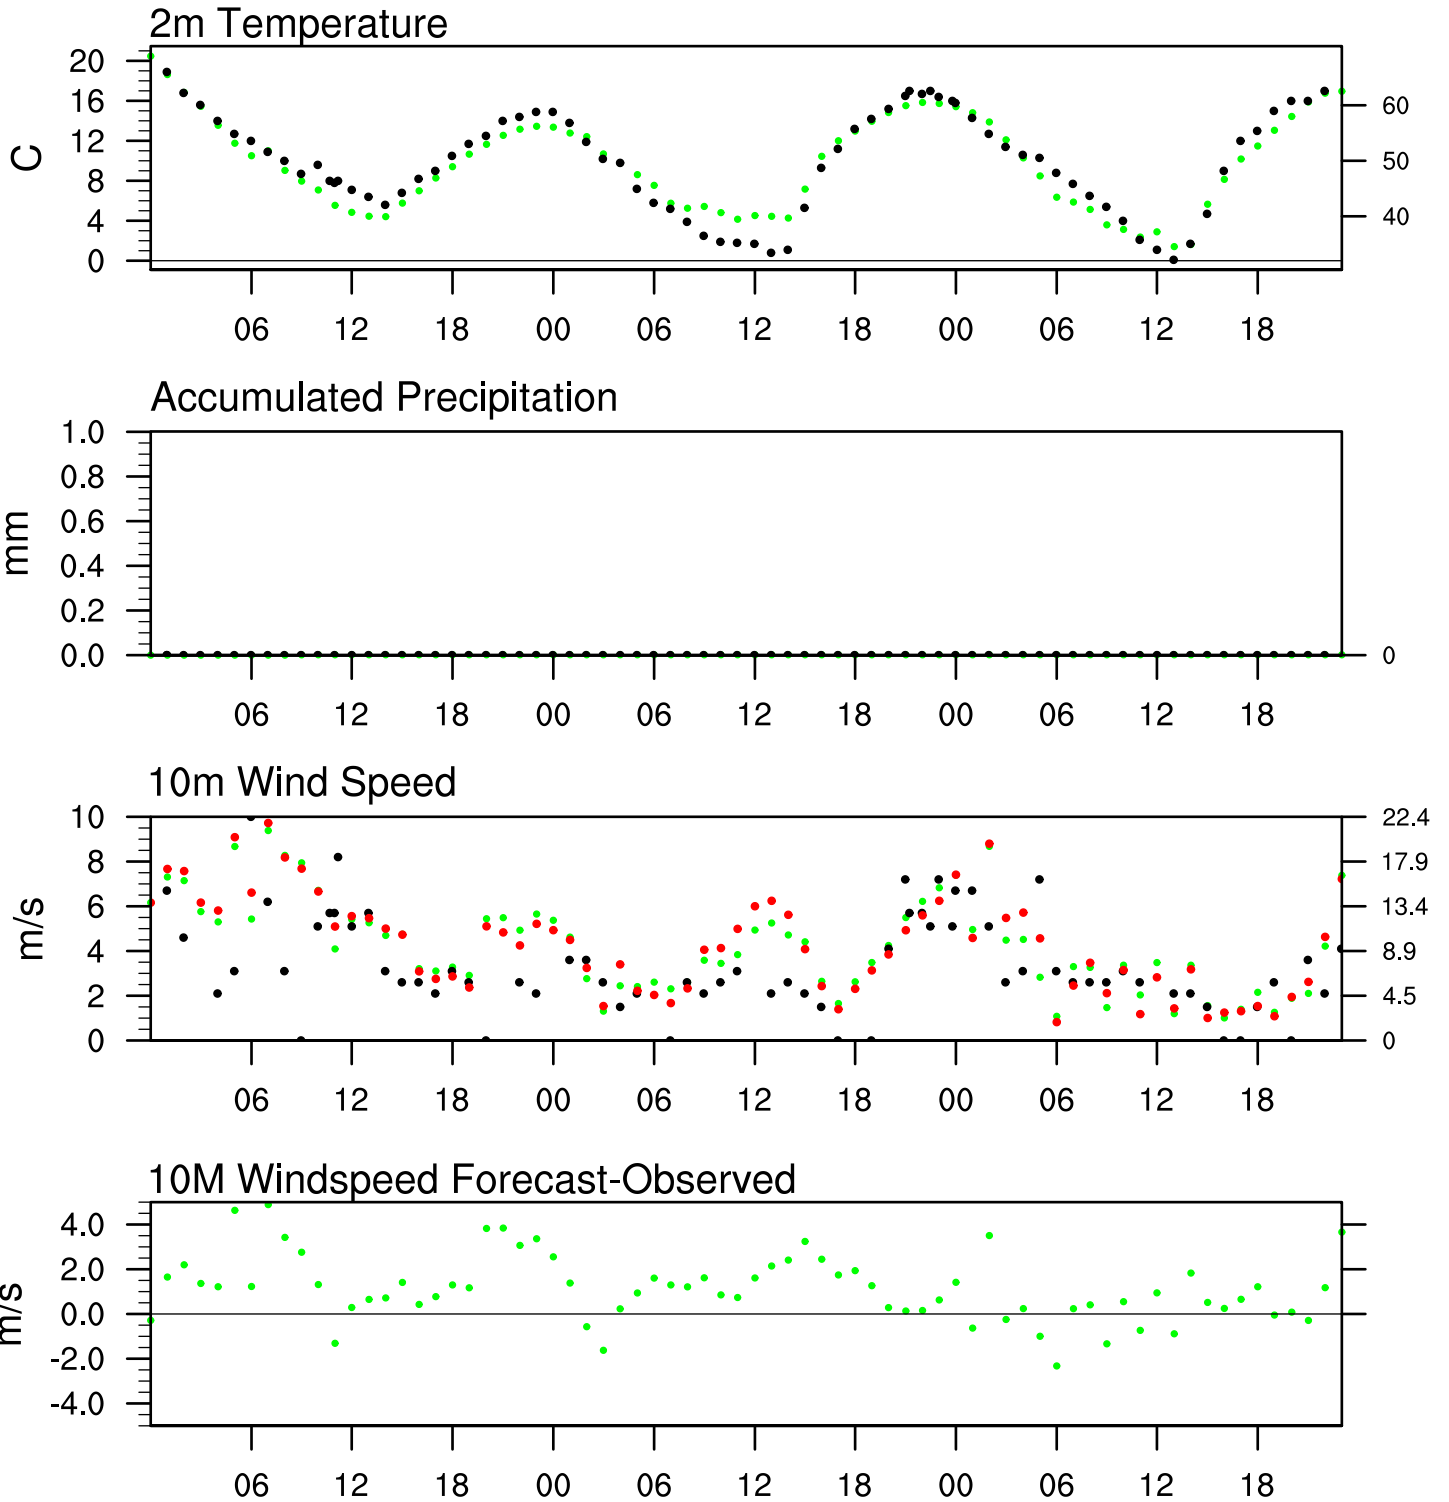 2m Temperature
20
16
12
8
4
0
C
60
50
40
06 12 18 00 06 12 18 00 06 12 18
Accumulated Precipitation
1.0
0.8
0.6
0.4
0.2
0.0
mm
0
06 12 18 00 06 12 18 00 06 12 18
10m Wind Speed
10
8
6
4
2
0
m/s
22.4
17.9
13.4
8.9
4.5
0
06 12 18 00 06 12 18 00 06 12 18
10M Windspeed Forecast-Observed
4.0
2.0
0.0
-2.0
-4.0
m/s
06 12 18 00 06 12 18 00 06 12 18